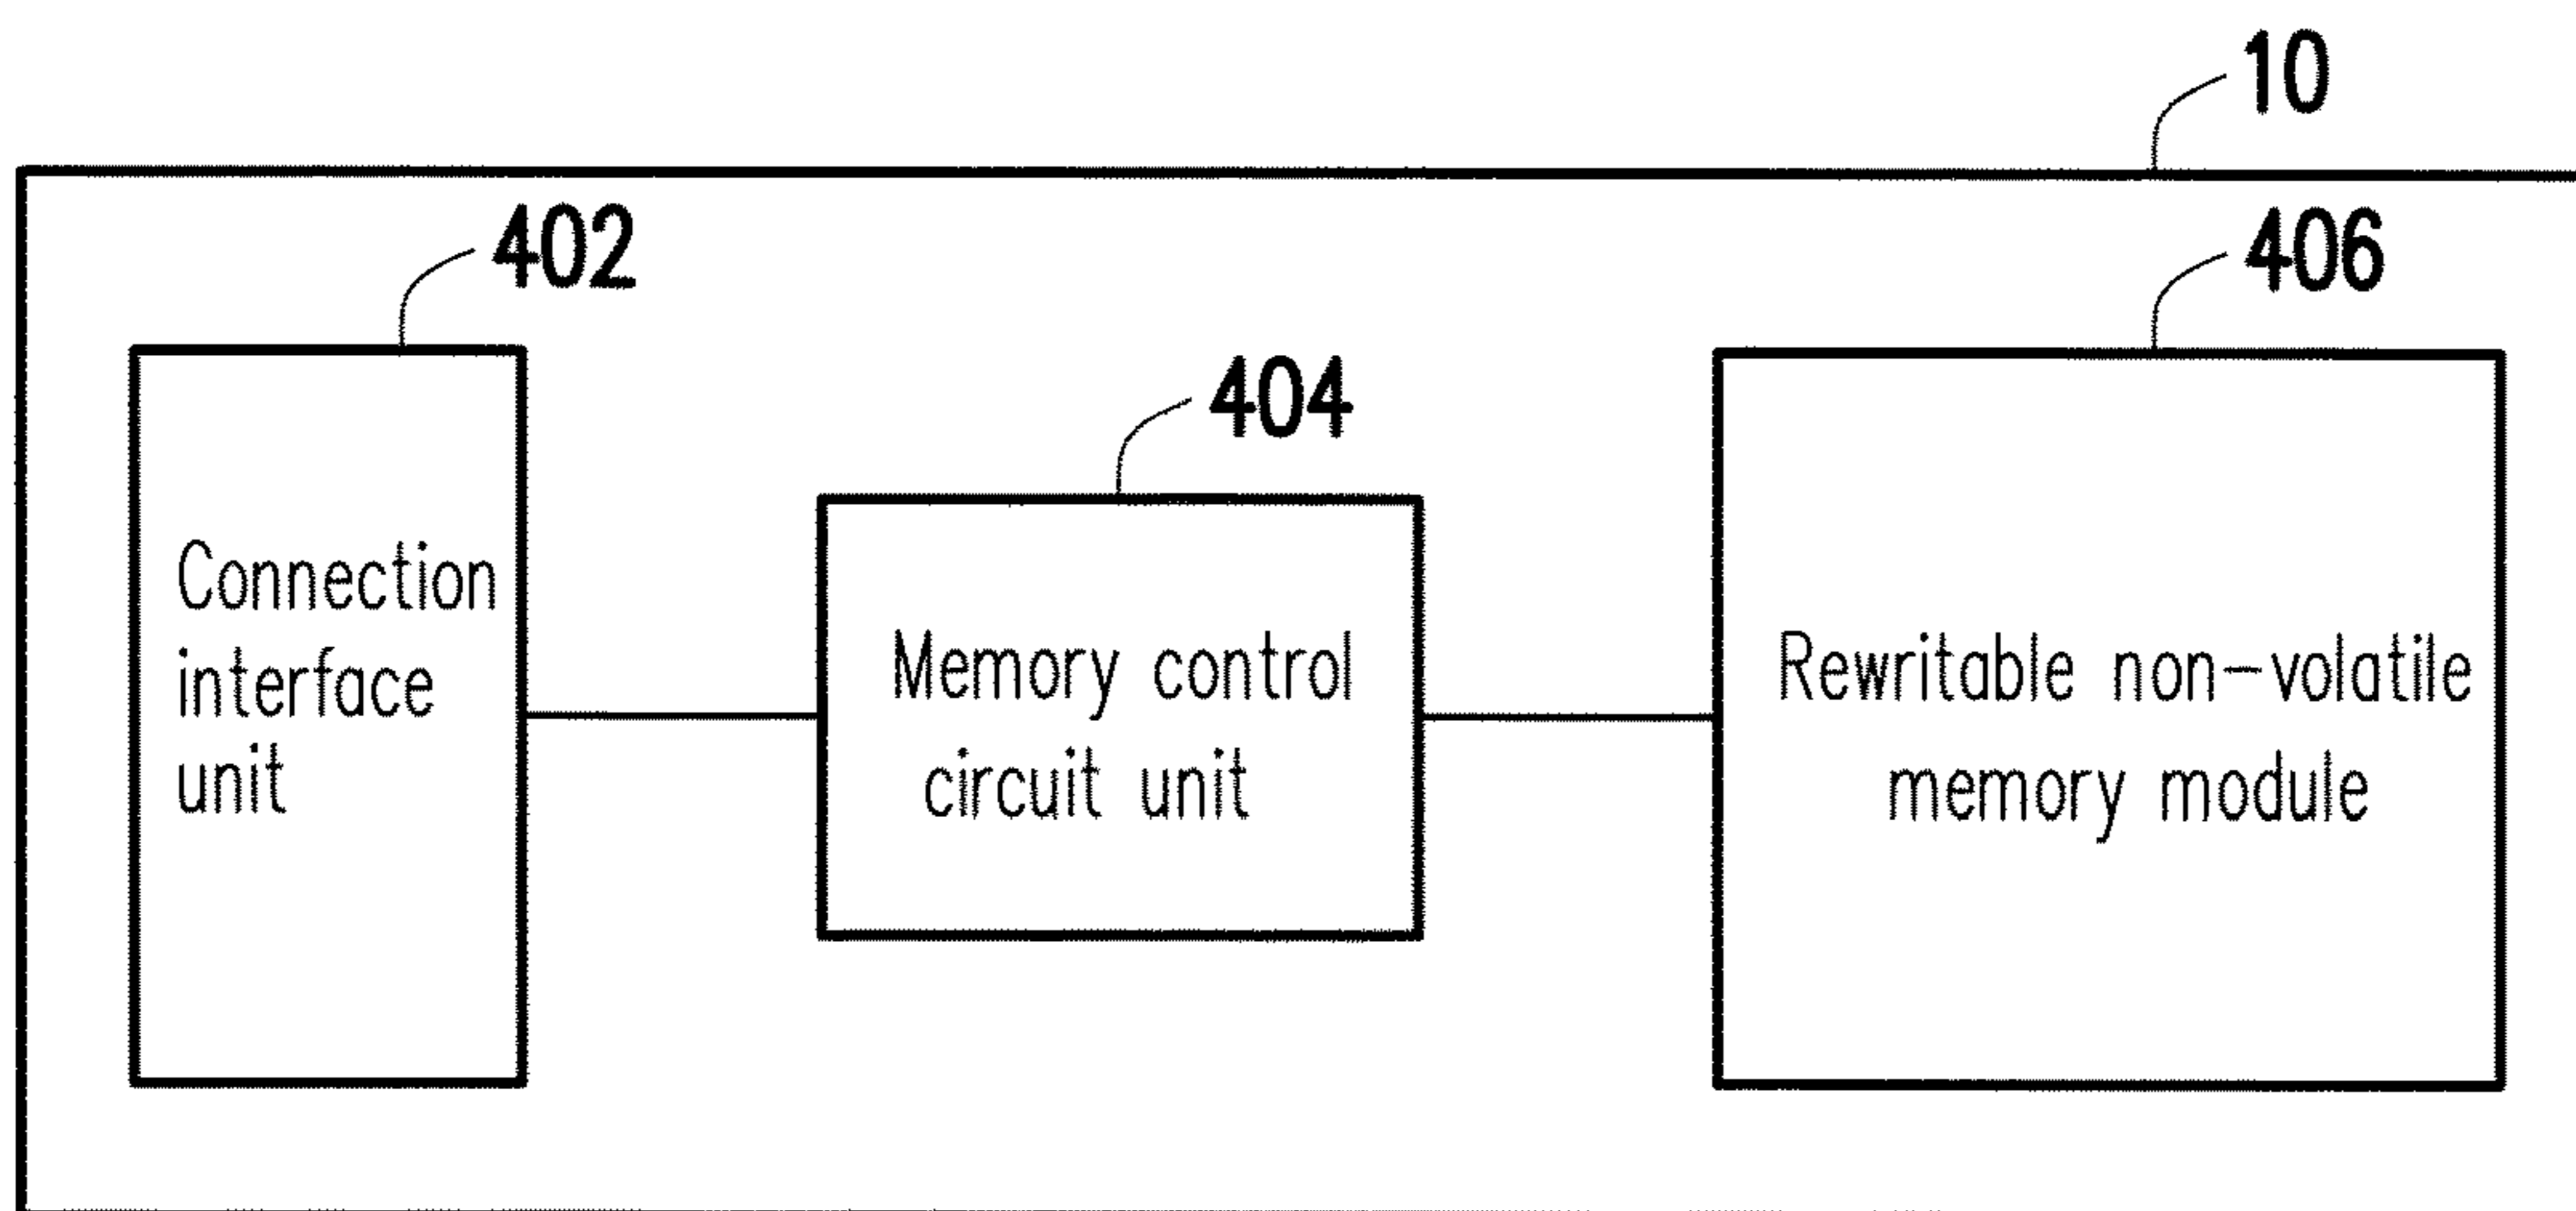 10
402
406
404
Connection
interface
unit
Memory control
circuit unit
Rewritable non-volatile
memory module